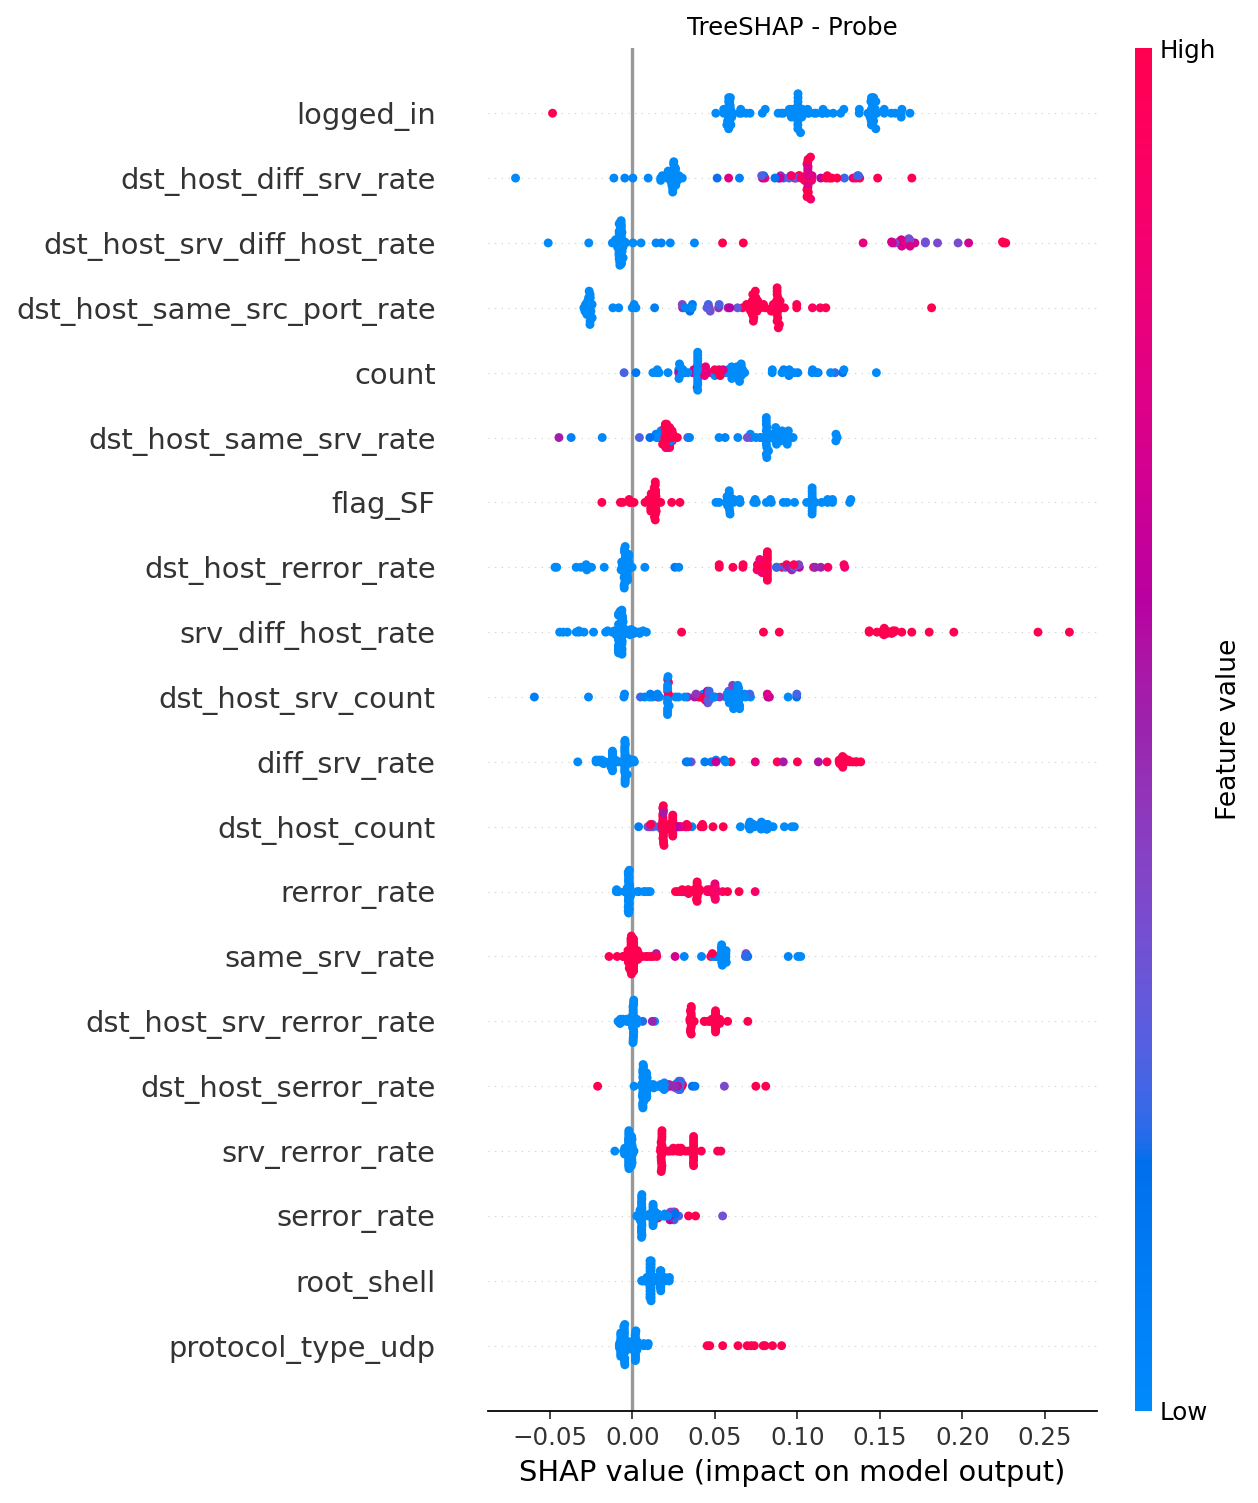 TreeSHAP - Probe
High
logged_in
dst_host_diff_srv_rate
dst_host_srv_diff_host_rate
dst_host_same_src_port_rate
count
dst_host_same_srv_rate
flag_SF
dst_host_rerror_rate
srv_diff_host_rate
dst_host_srv_count
diff_srv_rate
dst_host_count
rerror_rate
same_srv_rate
dst_host_srv_rerror_rate
dst_host_serror_rate
srv_rerror_rate
serror_rate
root_shell
protocol_type_udp
Feature value
Low
−0.05 0.00 0.05 0.10 0.15 0.20 0.25
SHAP value (impact on model output)